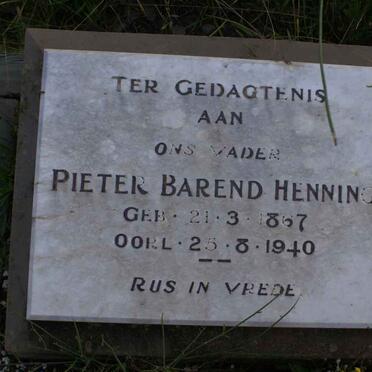 TER GEDAGTENIS
AAN
ONS VADER
PIETER BAREND HENNING
GEB · 21 · 3 · 1867
OORL · 25 · 8 · 1940
RUS IN VREDE